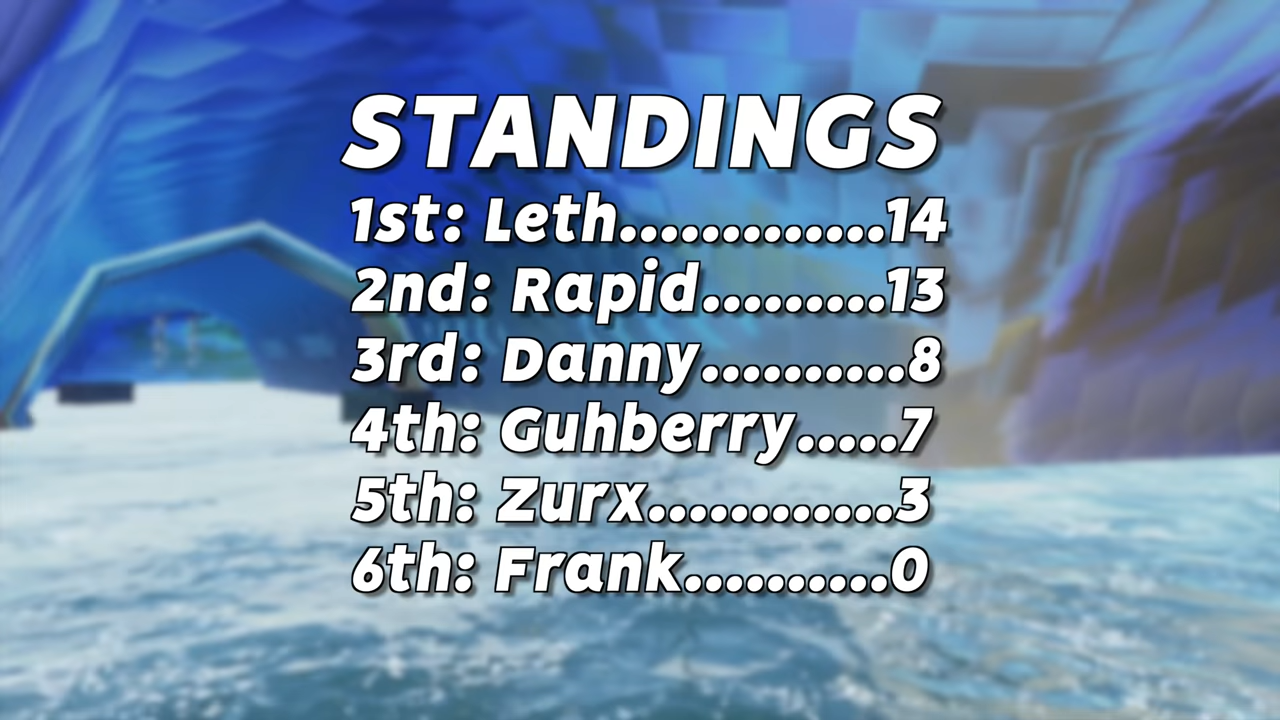 STANDINGS
1st: Leth.............14
2nd: Rapid.........13
3rd: Danny..........8
4th: Guhberry.....7
5th: Zurx............3
6th: Frank..........0